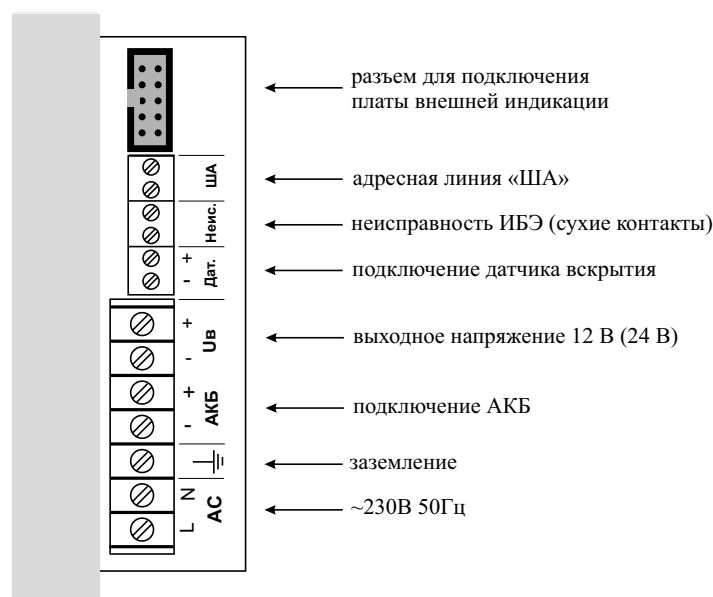 разъем для подключения
платы внешней индикации
ША
адресная линия «ША»
Неис.
неисправность ИБЭ (сухие контакты)
+
-
Дат.
подключение датчика вскрытия
+
-
Uв
выходное напряжение 12 В (24 В)
+
-
АКБ
подключение АКБ
заземление
N
L
AC
~230В 50Гц